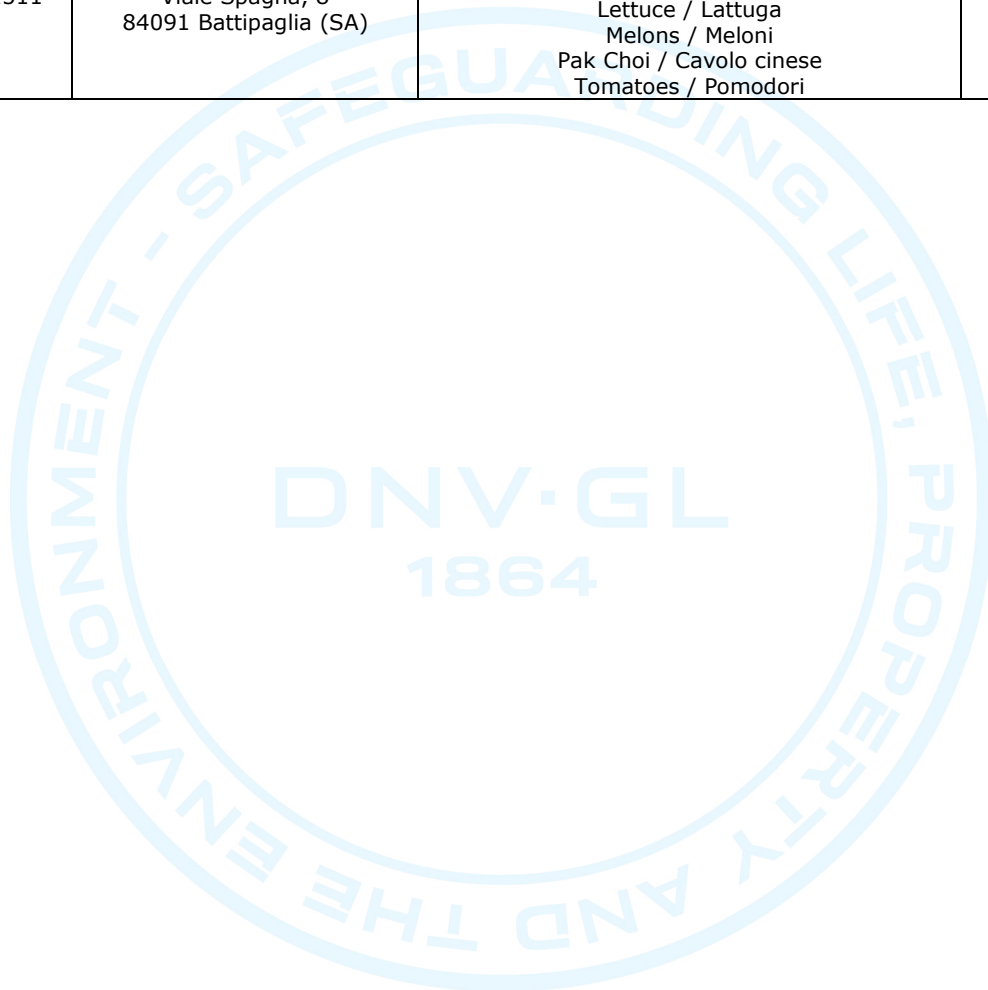 84091 Battipaglia (SA)
Lettuce / Lattuga
Melons / Meloni
Pak Choi / Cavolo cinese
Tomatoes / Pomodori
SAFEGUARDING LIFE, PROPERTY AND THE ENVIRONMENT -
DNV·GL
1864